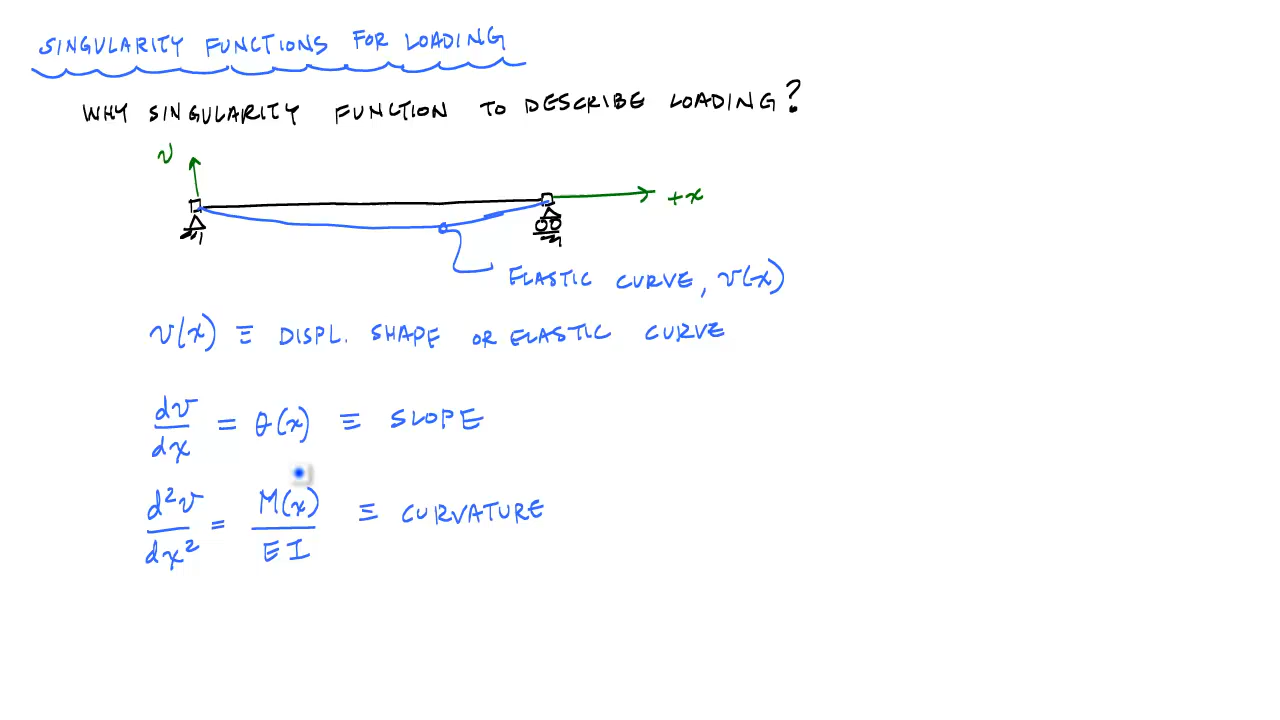 SINGULARITY FUNCTIONS FOR LOADING
WHY SINGULARITY FUNCTION TO DESCRIBE LOADING?
v
+x
ELASTIC CURVE, v(x)
v(x) ≡ DISPL. SHAPE OR ELASTIC CURVE
dv/dx = θ(x) ≡ SLOPE
d²v/dx² = M(x)/EI ≡ CURVATURE